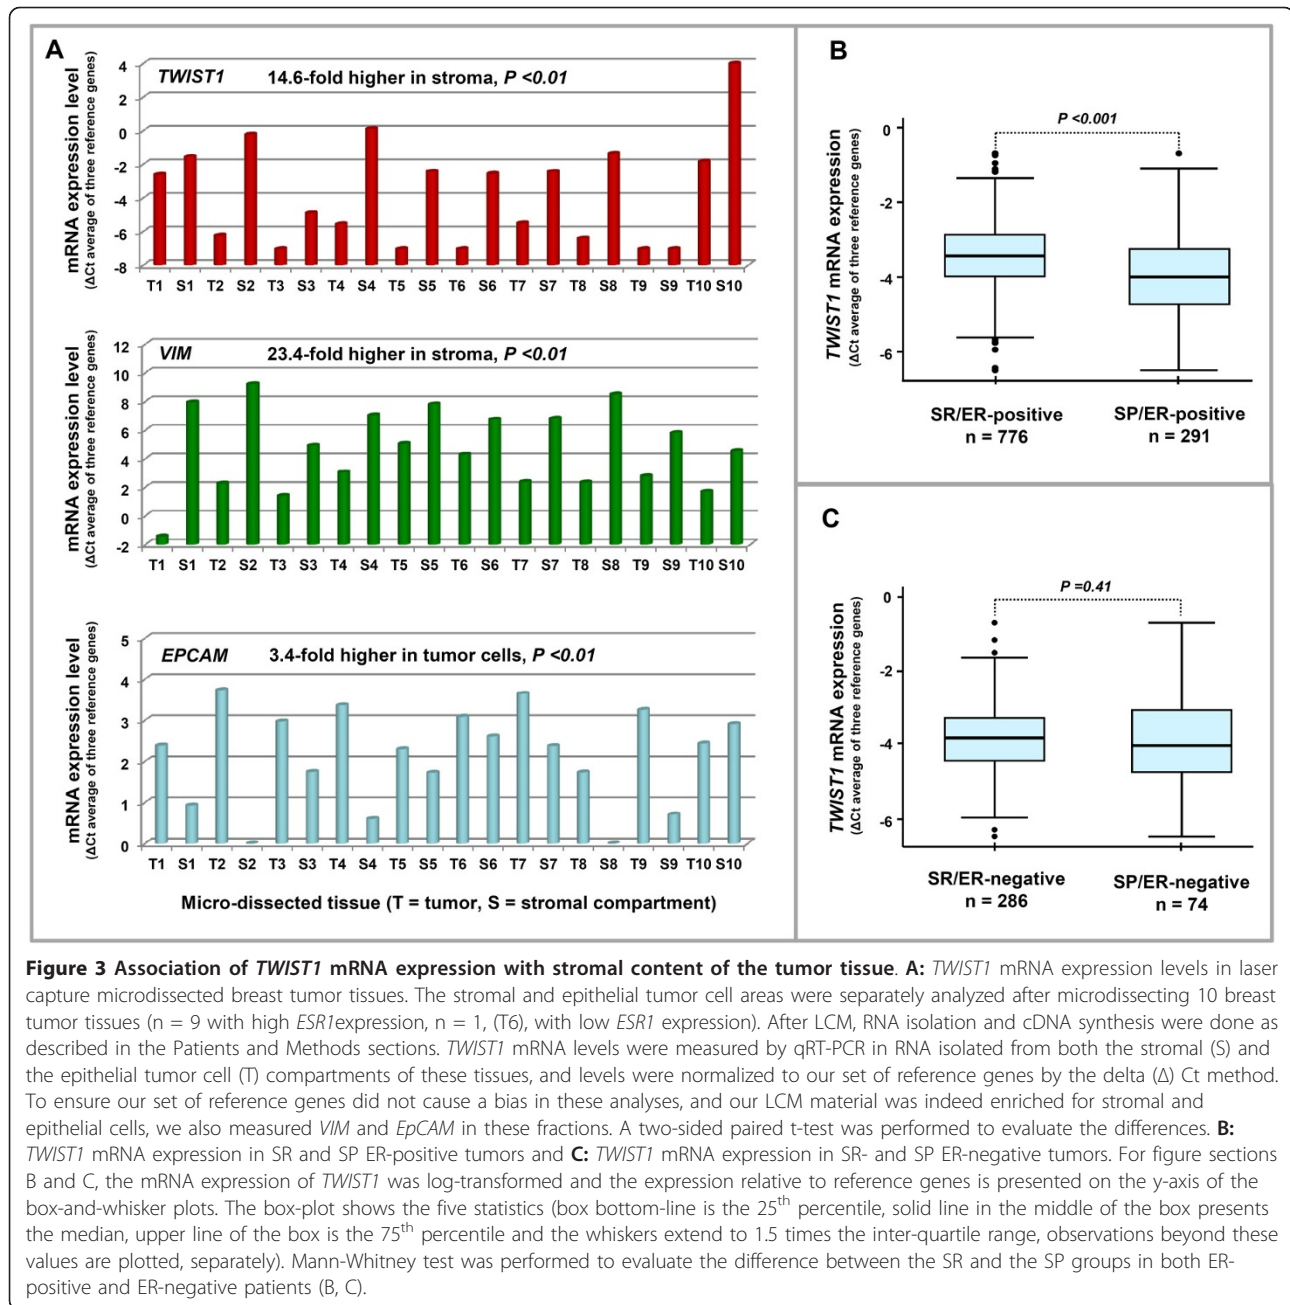 A
TWIST1 14.6-fold higher in stroma, P <0.01
mRNA expression level
(ΔCt average of three reference genes)
4
2
0
-2
-4
-6
-8
T1 S1 T2 S2 T3 S3 T4 S4 T5 S5 T6 S6 T7 S7 T8 S8 T9 S9 T10 S10
VIM 23.4-fold higher in stroma, P <0.01
mRNA expression level
(ΔCt average of three reference genes)
12
10
8
6
4
2
0
-2
T1 S1 T2 S2 T3 S3 T4 S4 T5 S5 T6 S6 T7 S7 T8 S8 T9 S9 T10 S10
EPCAM 3.4-fold higher in tumor cells, P <0.01
mRNA expression level
(ΔCt average of three reference genes)
5
4
3
2
1
0
T1 S1 T2 S2 T3 S3 T4 S4 T5 S5 T6 S6 T7 S7 T8 S8 T9 S9 T10 S10
Micro-dissected tissue (T = tumor, S = stromal compartment)
B
P <0.001
TWIST1 mRNA expression
(ΔCt average of three reference genes)
0
-2
-4
-6
SR/ER-positive SP/ER-positive
n = 776 n = 291
C
P =0.41
TWIST1 mRNA expression
(ΔCt average of three reference genes)
0
-2
-4
-6
SR/ER-negative SP/ER-negative
n = 286 n = 74
Figure 3 Association of TWIST1 mRNA expression with stromal content of the tumor tissue. A: TWIST1 mRNA expression levels in laser
capture microdissected breast tumor tissues. The stromal and epithelial tumor cell areas were separately analyzed after microdissecting 10 breast
tumor tissues (n = 9 with high ESR1expression, n = 1, (T6), with low ESR1 expression). After LCM, RNA isolation and cDNA synthesis were done as
described in the Patients and Methods sections. TWIST1 mRNA levels were measured by qRT-PCR in RNA isolated from both the stromal (S) and
the epithelial tumor cell (T) compartments of these tissues, and levels were normalized to our set of reference genes by the delta (Δ) Ct method.
To ensure our set of reference genes did not cause a bias in these analyses, and our LCM material was indeed enriched for stromal and
epithelial cells, we also measured VIM and EpCAM in these fractions. A two-sided paired t-test was performed to evaluate the differences. B:
TWIST1 mRNA expression in SR and SP ER-positive tumors and C: TWIST1 mRNA expression in SR- and SP ER-negative tumors. For figure sections
B and C, the mRNA expression of TWIST1 was log-transformed and the expression relative to reference genes is presented on the y-axis of the
box-and-whisker plots. The box-plot shows the five statistics (box bottom-line is the 25th percentile, solid line in the middle of the box presents
the median, upper line of the box is the 75th percentile and the whiskers extend to 1.5 times the inter-quartile range, observations beyond these
values are plotted, separately). Mann-Whitney test was performed to evaluate the difference between the SR and the SP groups in both ER-
positive and ER-negative patients (B, C).